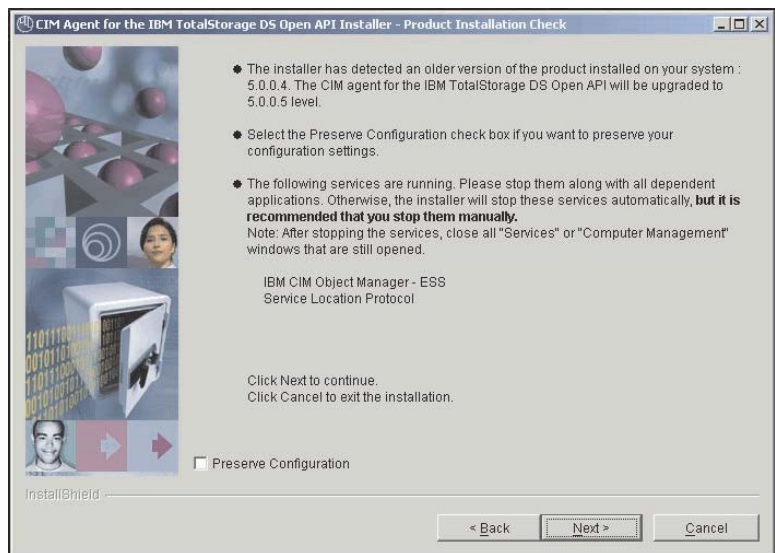 CIM Agent for the IBM TotalStorage DS Open API Installer - Product Installation Check
The installer has detected an older version of the product installed on your system :
5.0.0.4. The CIM agent for the IBM TotalStorage DS Open API will be upgraded to
5.0.0.5 level.
Select the Preserve Configuration check box if you want to preserve your
configuration settings.
The following services are running. Please stop them along with all dependent
applications. Otherwise, the installer will stop these services automatically, but it is
recommended that you stop them manually.
Note: After stopping the services, close all "Services" or "Computer Management"
windows that are still opened.
IBM CIM Object Manager - ESS
Service Location Protocol
Click Next to continue.
Click Cancel to exit the installation.
Preserve Configuration
InstallShield
< Back Next > Cancel